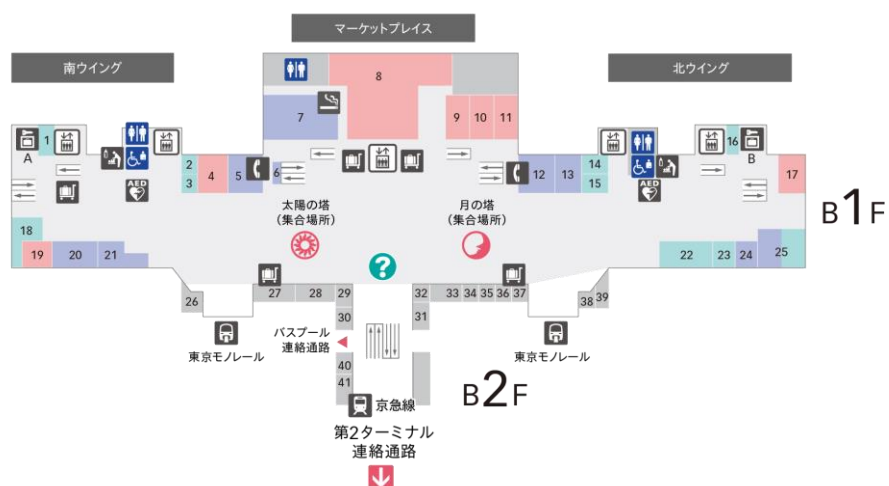 マーケットプレイス
南ウイング
北ウイング
8
7
9 10 11
1
A
16
B
2
3
4
5
6
12
13
14
15
17
AED
AED
太陽の塔
(集合場所)
月の塔
(集合場所)
B1F
18
19
20
21
22
23
24
25
?
26
27
28
29
30
32
31
33
34
35
36
37
38
39
東京モノレール
バスプール
連絡通路
東京モノレール
40
41
B2F
京急線
第2ターミナル
連絡通路